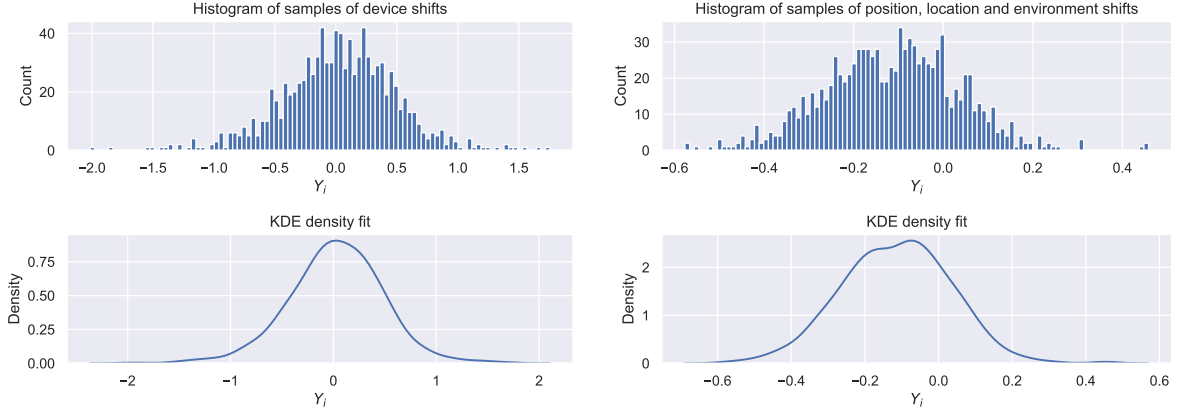 Histogram of samples of device shifts
40
20
0
Count
−2.0 −1.5 −1.0 −0.5 0.0 0.5 1.0 1.5
Y_i
Histogram of samples of position, location and environment shifts
30
20
10
0
Count
−0.6 −0.4 −0.2 0.0 0.2 0.4
Y_i
KDE density fit
0.75
0.50
0.25
0.00
Density
−2 −1 0 1 2
Y_i
KDE density fit
2
1
0
Density
−0.6 −0.4 −0.2 0.0 0.2 0.4 0.6
Y_i